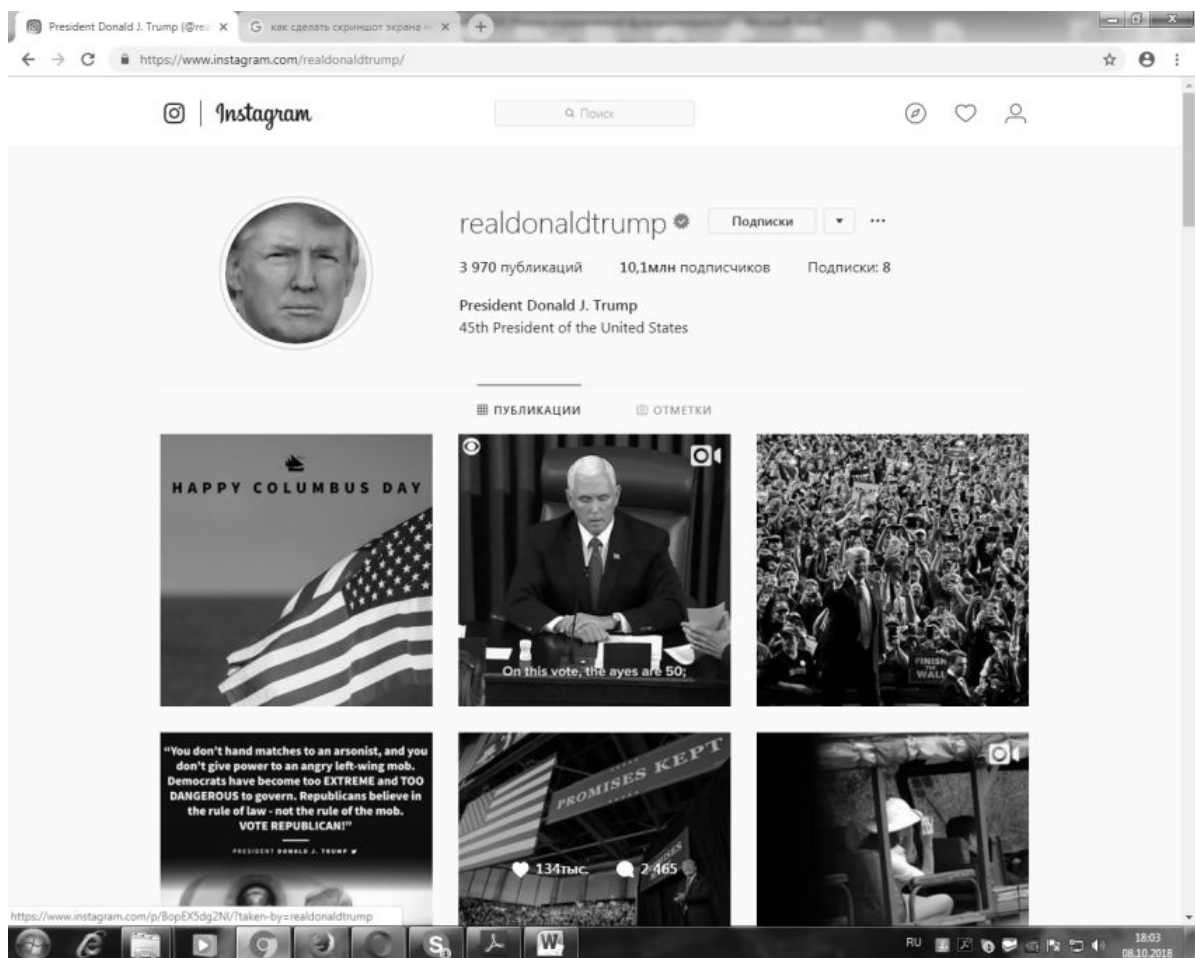 President Donald J. Trump (@rea
как сделать скриншот экрана н
https://www.instagram.com/realdonaldtrump/
Instagram
Поиск
realdonaldtrump
Подписки
3 970 публикаций 10,1млн подписчиков Подписки: 8
President Donald J. Trump
45th President of the United States
ПУБЛИКАЦИИ ОТМЕТКИ
HAPPY COLUMBUS DAY
On this vote, the ayes are 50;
FINISH
WALL
"You don't hand matches to an arsonist, and you
don't give power to an angry left-wing mob.
Democrats have become too EXTREME and TOO
DANGEROUS to govern. Republicans believe in
the rule of law - not the rule of the mob.
VOTE REPUBLICAN!"
PRESIDENT DONALD J. TRUMP
PROMISES KEPT
PROMISES
134тыс. 2 465
https://www.instagram.com/p/BopEX5dg2Nl/?taken-by=realdonaldtrump
RU
18:03
08.10.2018